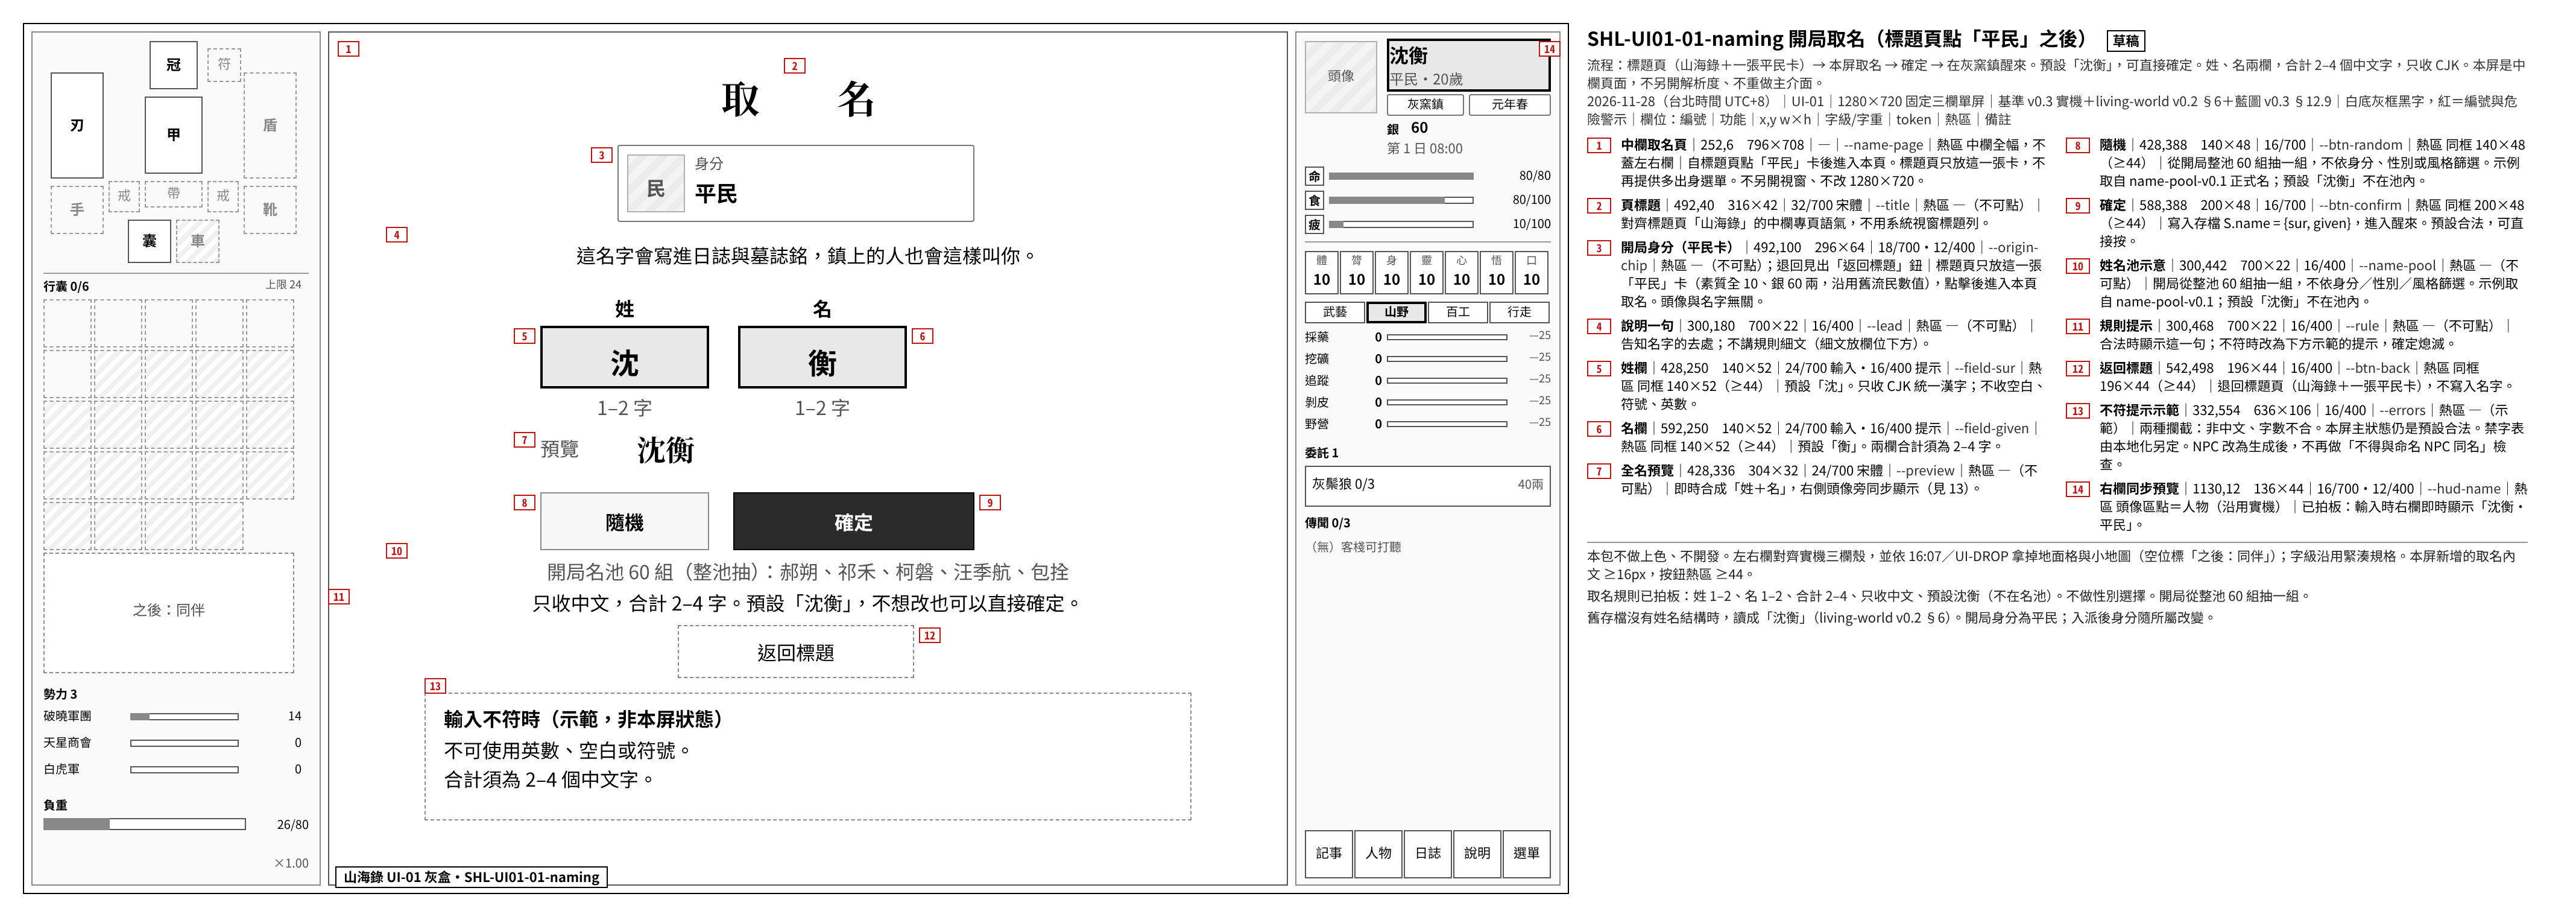 冠
符
刃
甲
盾
手
戒
帶
戒
靴
囊
車
行囊 0/6
上限 24
之後：同伴
勢力 3
破曉軍團 14
天星商會 0
白虎軍 0
負重
26/80
×1.00
1
2
取 名
3
民
身分
平民
4
這名字會寫進日誌與墓誌銘，鎮上的人也會這樣叫你。
姓 名
5
沈
衡
6
1–2 字 1–2 字
7
預覽 沈衡
8
隨機
確定
9
10
開局名池 60 組（整池抽）：郝朔、祁禾、柯磐、汪季航、包拴
11
只收中文，合計 2–4 字。預設「沈衡」，不想改也可以直接確定。
返回標題
12
13
輸入不符時（示範，非本屏狀態）
不可使用英數、空白或符號。
合計須為 2–4 個中文字。
山海錄 UI-01 灰盒・SHL-UI01-01-naming
頭像
沈衡
14
平民・20歲
灰窯鎮 元年春
銀 60
第 1 日 08:00
命 80/80
食 80/100
疲 10/100
體 膂 身 靈 心 悟 口
10 10 10 10 10 10 10
武藝 山野 百工 行走
採藥 0 —25
挖礦 0 —25
追蹤 0 —25
剝皮 0 —25
野營 0 —25
委託 1
灰鬃狼 0/3 40兩
傳聞 0/3
（無）客棧可打聽
記事 人物 日誌 說明 選單
SHL-UI01-01-naming 開局取名（標題頁點「平民」之後） 草稿
流程：標題頁（山海錄＋一張平民卡）→ 本屏取名 → 確定 → 在灰窯鎮醒來。預設「沈衡」，可直接確定。姓、名兩欄，合計 2–4 個中文字，只收 CJK。本屏是中
欄頁面，不另開解析度、不重做主介面。
2026-11-28（台北時間 UTC+8）｜UI-01｜1280×720 固定三欄單屏｜基準 v0.3 實機＋living-world v0.2 §6＋藍圖 v0.3 §12.9｜白底灰框黑字，紅＝編號與危
險警示｜欄位：編號｜功能｜x,y w×h｜字級/字重｜token｜熱區｜備註
1 中欄取名頁｜252,6 796×708｜—｜--name-page｜熱區 中欄全幅，不
蓋左右欄｜自標題頁點「平民」卡後進入本頁。標題頁只放這一張卡，不
再提供多出身選單。不另開視窗、不改 1280×720。
2 頁標題｜492,40 316×42｜32/700 宋體｜--title｜熱區 —（不可點）｜
對齊標題頁「山海錄」的中欄專頁語氣，不用系統視窗標題列。
3 開局身分（平民卡）｜492,100 296×64｜18/700・12/400｜--origin-
chip｜熱區 —（不可點）；退回見出「返回標題」鈕｜標題頁只放這一張
「平民」卡（素質全 10、銀 60 兩，沿用舊流民數值），點擊後進入本頁
取名。頭像與名字無關。
4 說明一句｜300,180 700×22｜16/400｜--lead｜熱區 —（不可點）｜
告知名字的去處；不講規則細文（細文放欄位下方）。
5 姓欄｜428,250 140×52｜24/700 輸入・16/400 提示｜--field-sur｜熱
區 同框 140×52（≥44）｜預設「沈」。只收 CJK 統一漢字；不收空白、
符號、英數。
6 名欄｜592,250 140×52｜24/700 輸入・16/400 提示｜--field-given｜
熱區 同框 140×52（≥44）｜預設「衡」。兩欄合計須為 2–4 字。
7 全名預覽｜428,336 304×32｜24/700 宋體｜--preview｜熱區 —（不
可點）｜即時合成「姓＋名」，右側頭像旁同步顯示（見 13）。
8 隨機｜428,388 140×48｜16/700｜--btn-random｜熱區 同框 140×48
（≥44）｜從開局整池 60 組抽一組，不依身分、性別或風格篩選。示例
取自 name-pool-v0.1 正式名；預設「沈衡」不在池內。
9 確定｜588,388 200×48｜16/700｜--btn-confirm｜熱區 同框 200×48
（≥44）｜寫入存檔 S.name = {sur, given}，進入醒來。預設合法，可直
接按。
10 姓名池示意｜300,442 700×22｜16/400｜--name-pool｜熱區 —（不
可點）｜開局從整池 60 組抽一組，不依身分／性別／風格篩選。示例取
自 name-pool-v0.1；預設「沈衡」不在池內。
11 規則提示｜300,468 700×22｜16/400｜--rule｜熱區 —（不可點）｜
合法時顯示這一句；不符時改為下方示範的提示，確定熄滅。
12 返回標題｜542,498 196×44｜16/400｜--btn-back｜熱區 同框
196×44（≥44）｜退回標題頁（山海錄＋一張平民卡），不寫入名字。
13 不符提示示範｜332,554 636×106｜16/400｜--errors｜熱區 —（示
範）｜兩種攔截：非中文、字數不合。本屏主狀態仍是預設合法。禁字表
由本地化另定。NPC 改為生成後，不再做「不得與命名 NPC 同名」檢
查。
14 右欄同步預覽｜1130,12 136×44｜16/700・12/400｜--hud-name｜熱
區 頭像區點＝人物（沿用實機）｜已拍板：輸入時右欄即時顯示「沈衡・
平民」。
本包不做上色、不開發。左右欄對齊實機三欄殼，並依 16:07／UI-DROP 拿掉地面格與小地圖（空位標「之後：同伴」）；字級沿用緊湊規格。本屏新增的取名內
文 ≥16px，按鈕熱區 ≥44。
取名規則已拍板：姓 1–2、名 1–2、合計 2–4、只收中文、預設沈衡（不在名池）。不做性別選擇。開局從整池 60 組抽一組。
舊存檔沒有姓名結構時，讀成「沈衡」（living-world v0.2 §6）。開局身分為平民；入派後身分隨所屬改變。